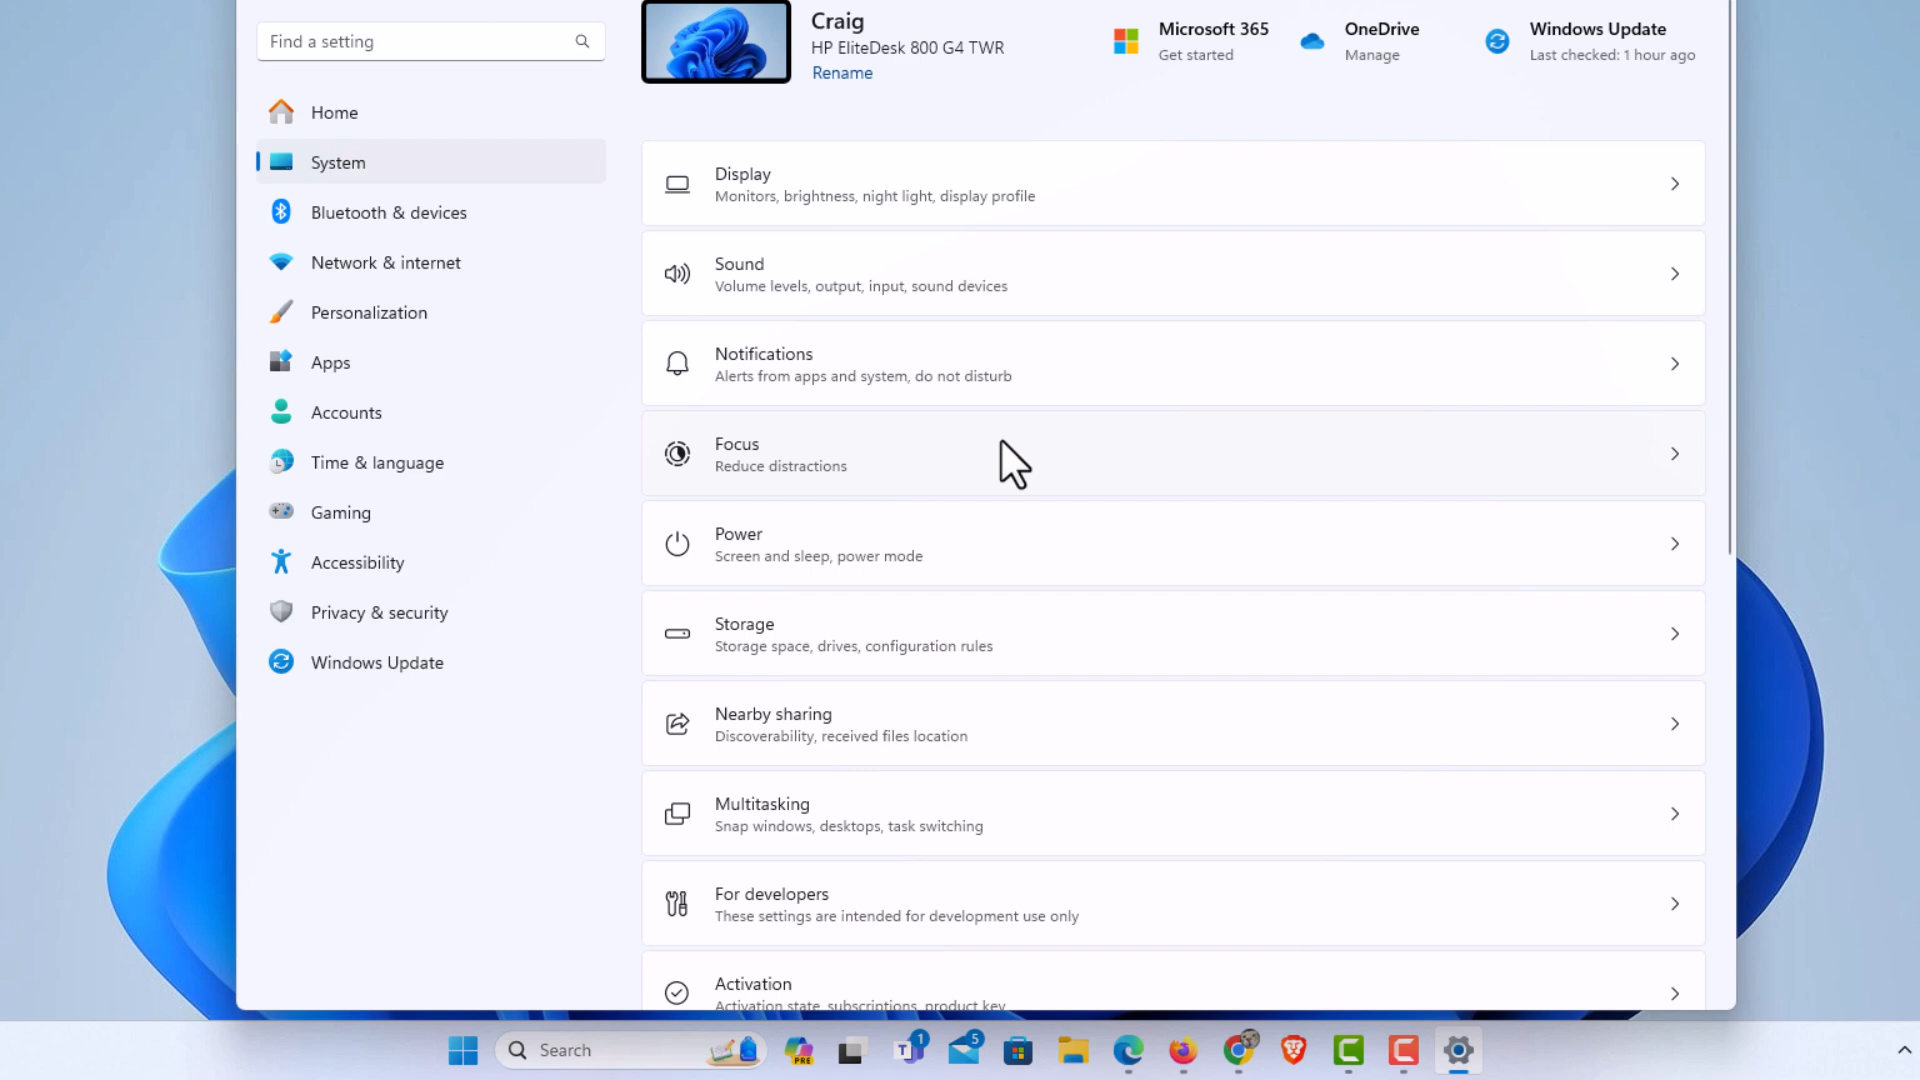 Find a setting
Home
System
Bluetooth & devices
Network & internet
Personalization
Apps
Accounts
Time & language
Gaming
Accessibility
Privacy & security
Windows Update
Craig
HP EliteDesk 800 G4 TWR
Rename
Microsoft 365
Get started
OneDrive
Manage
Windows Update
Last checked: 1 hour ago
Display
Monitors, brightness, night light, display profile
Sound
Volume levels, output, input, sound devices
Notifications
Alerts from apps and system, do not disturb
Focus
Reduce distractions
Power
Screen and sleep, power mode
Storage
Storage space, drives, configuration rules
Nearby sharing
Discoverability, received files location
Multitasking
Snap windows, desktops, task switching
For developers
These settings are intended for development use only
Activation
Activation state, subscriptions, product key
Search
PRE
T
1
5